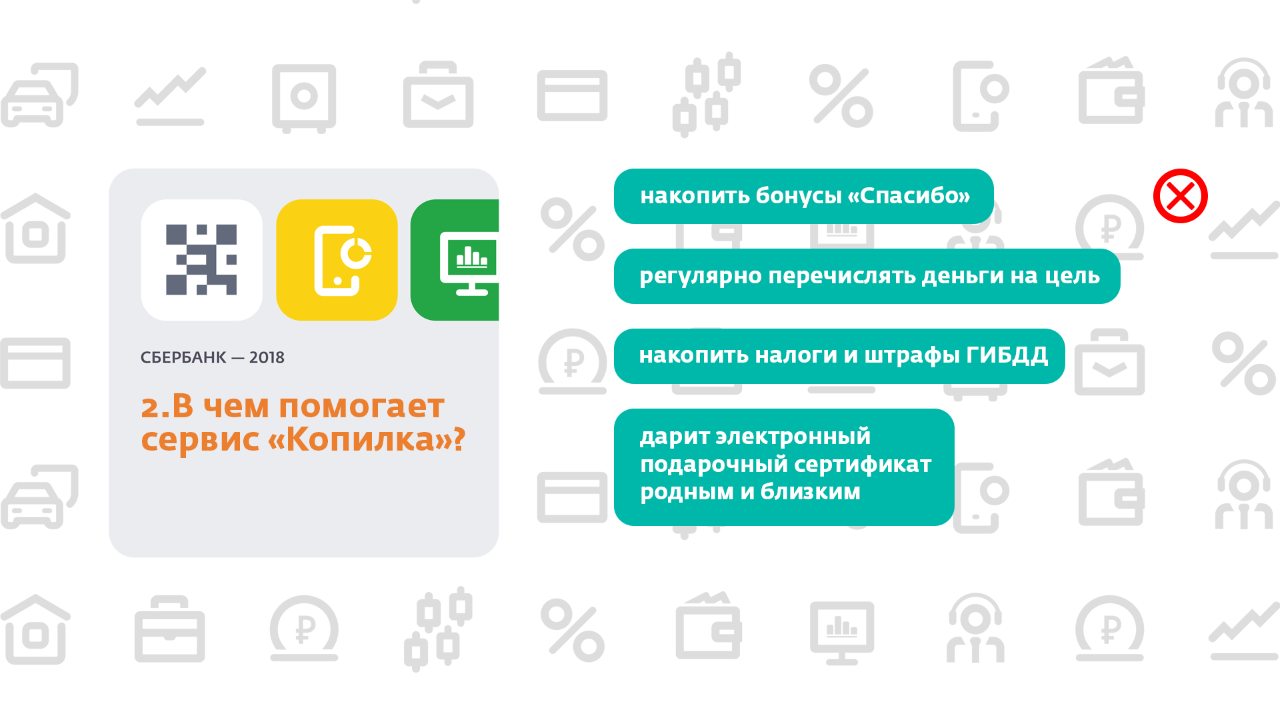 СБЕРБАНК — 2018
2.В чем помогает
сервис «Копилка»?
накопить бонусы «Спасибо»
регулярно перечислять деньги на цель
накопить налоги и штрафы ГИБДД
дарит электронный
подарочный сертификат
родным и близким